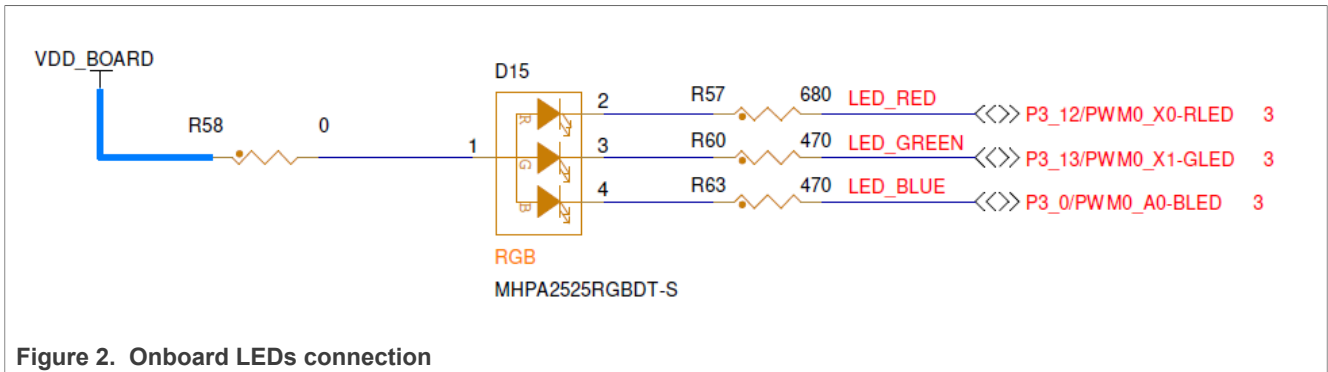 VDD_BOARD
D15
R58 0
1
R
G
B
2 R57 680 LED_RED P3_12/PWM0_X0-RLED 3
3 R60 470 LED_GREEN P3_13/PWM0_X1-GLED 3
4 R63 470 LED_BLUE P3_0/PWM0_A0-BLED 3
RGB
MHPA2525RGBDT-S
Figure 2. Onboard LEDs connection